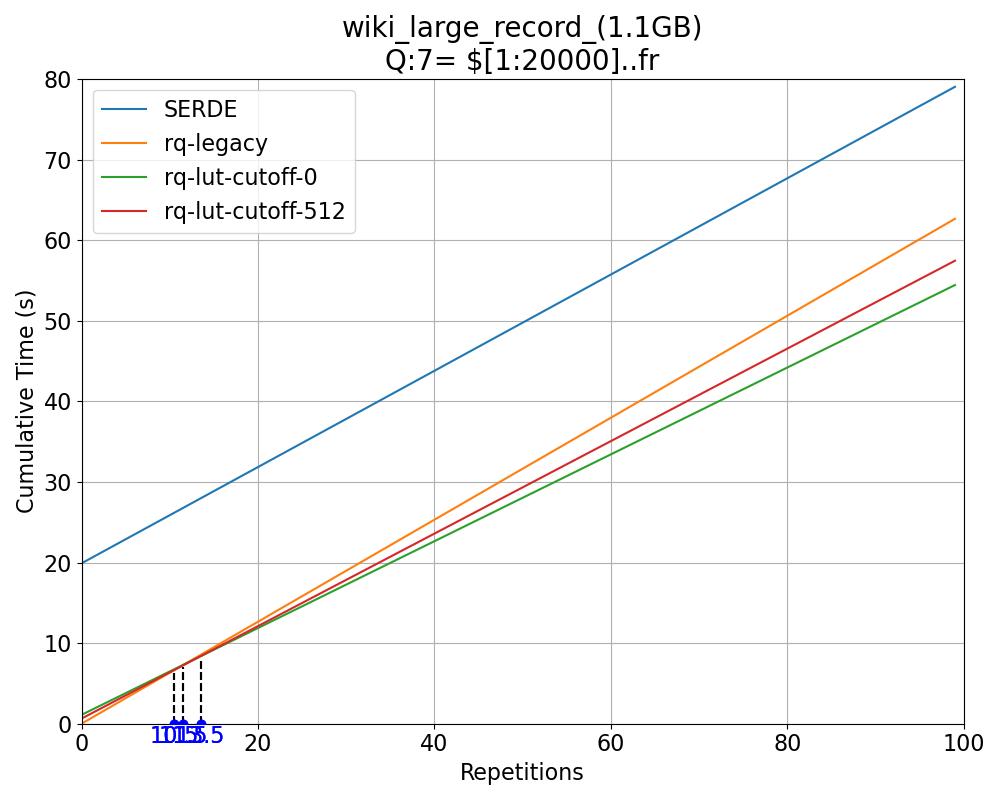 wiki_large_record_(1.1GB)
Q:7= $[1:20000]..fr
80
70
60
50
40
30
20
10
0
Cumulative Time (s)
SERDE
rq-legacy
rq-lut-cutoff-0
rq-lut-cutoff-512
0
20
40
60
80
100
Repetitions